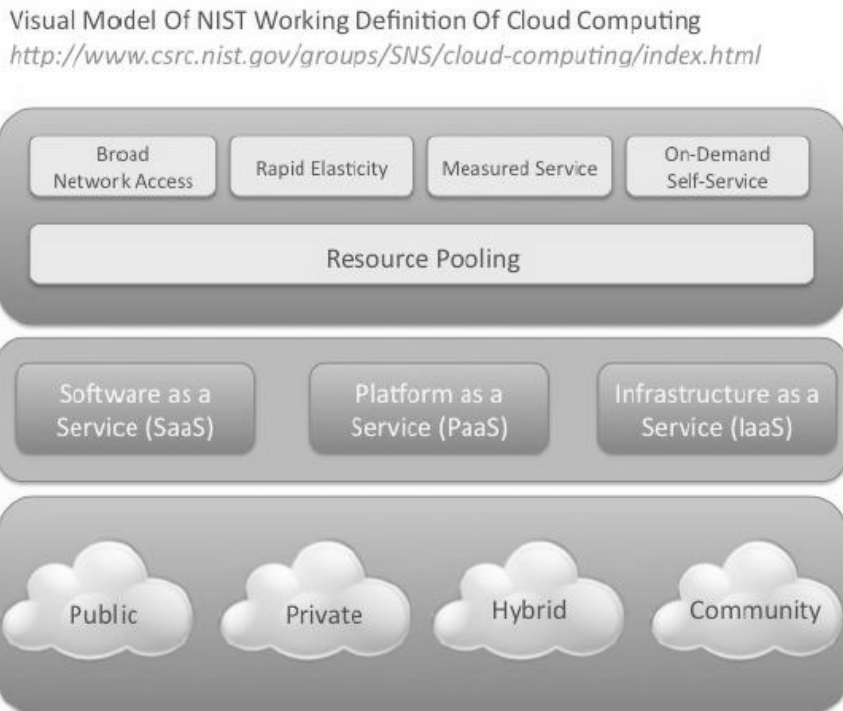 Visual Model Of NIST Working Definition Of Cloud Computing
http://www.csrc.nist.gov/groups/SNS/cloud-computing/index.html
Broad
Network Access
Rapid Elasticity
Measured Service
On-Demand
Self-Service
Resource Pooling
Software as a
Service (SaaS)
Platform as a
Service (PaaS)
Infrastructure as a
Service (IaaS)
Public
Private
Hybrid
Community